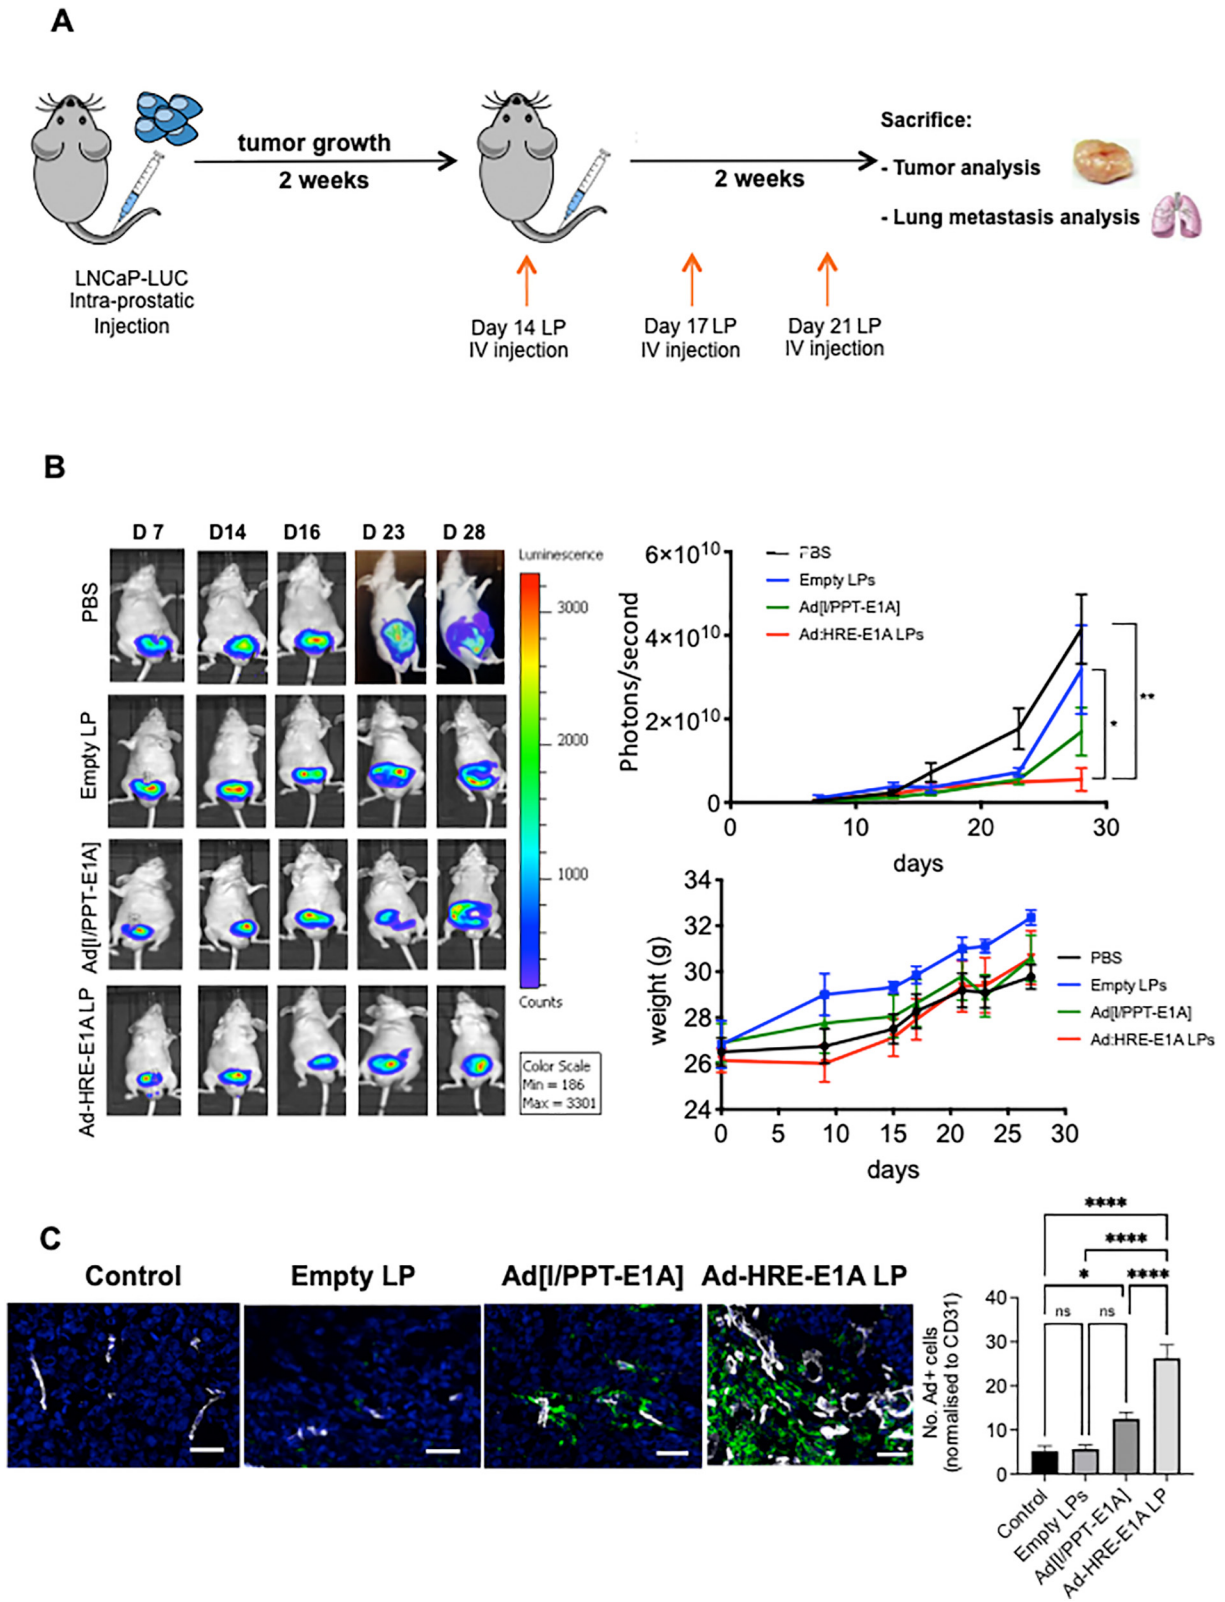 A
tumor growth
2 weeks
2 weeks
Sacrifice:
- Tumor analysis
- Lung metastasis analysis
LNCaP-LUC
Intra-prostatic
Injection
Day 14 LP
IV injection
Day 17 LP
IV injection
Day 21 LP
IV injection
B
D 7 D14 D16 D 23 D 28
PBS
Empty LP
Ad[I/PPT-E1A]
Ad-HRE-E1A LP
Luminescence
3000
2000
1000
Counts
Color Scale
Min = 186
Max = 3301
Photons/second
6×10¹⁰
4×10¹⁰
2×10¹⁰
0
0 10 20 30
days
PBS
Empty LPs
Ad[I/PPT-E1A]
Ad:HRE-E1A LPs
*
**
weight (g)
34
32
30
28
26
24
0 5 10 15 20 25 30
days
PBS
Empty LPs
Ad[I/PPT-E1A]
Ad:HRE-E1A LPs
C
Control Empty LP Ad[I/PPT-E1A] Ad-HRE-E1A LP
****
****
* ****
ns ns
No. Ad+ cells
(normalised to CD31)
40
30
20
10
0
Control
Empty LPs
Ad[I/PPT-E1A]
Ad-HRE-E1A LP